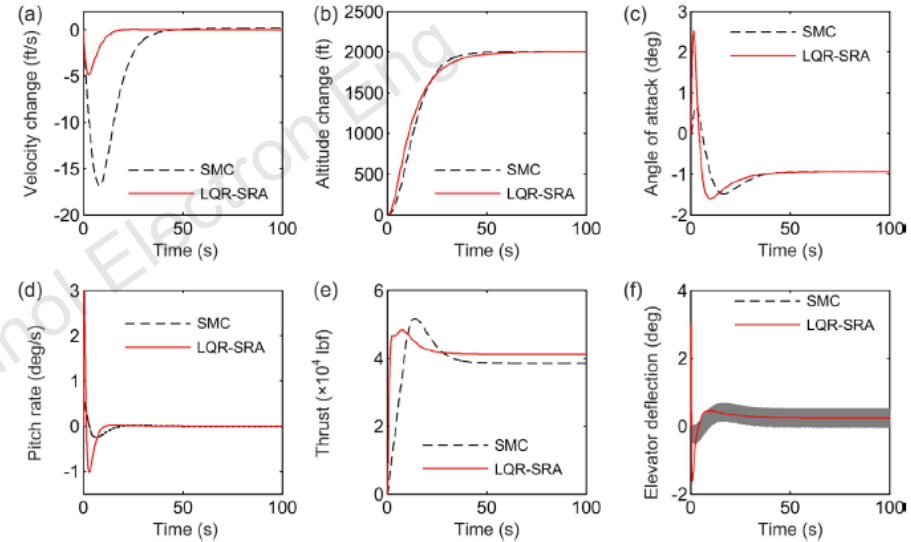 (a)
Velocity change (ft/s)
0
-5
-10
-15
-20
SMC
LQR-SRA
0 50 100
Time (s)
(b)
Altitude change (ft)
2500
2000
1500
1000
500
0
SMC
LQR-SRA
0 50 100
Time (s)
(c)
Angle of attack (deg)
3
2
1
0
-1
-2
SMC
LQR-SRA
0 50 100
Time (s)
(d)
Pitch rate (deg/s)
3
2
1
0
-1
SMC
LQR-SRA
0 50 100
Time (s)
(e)
Thrust (×10⁴ lbf)
6
4
2
0
SMC
LQR-SRA
0 50 100
Time (s)
(f)
Elevator deflection (deg)
4
2
0
-2
SMC
LQR-SRA
0 50 100
Time (s)
nol Electron Eng